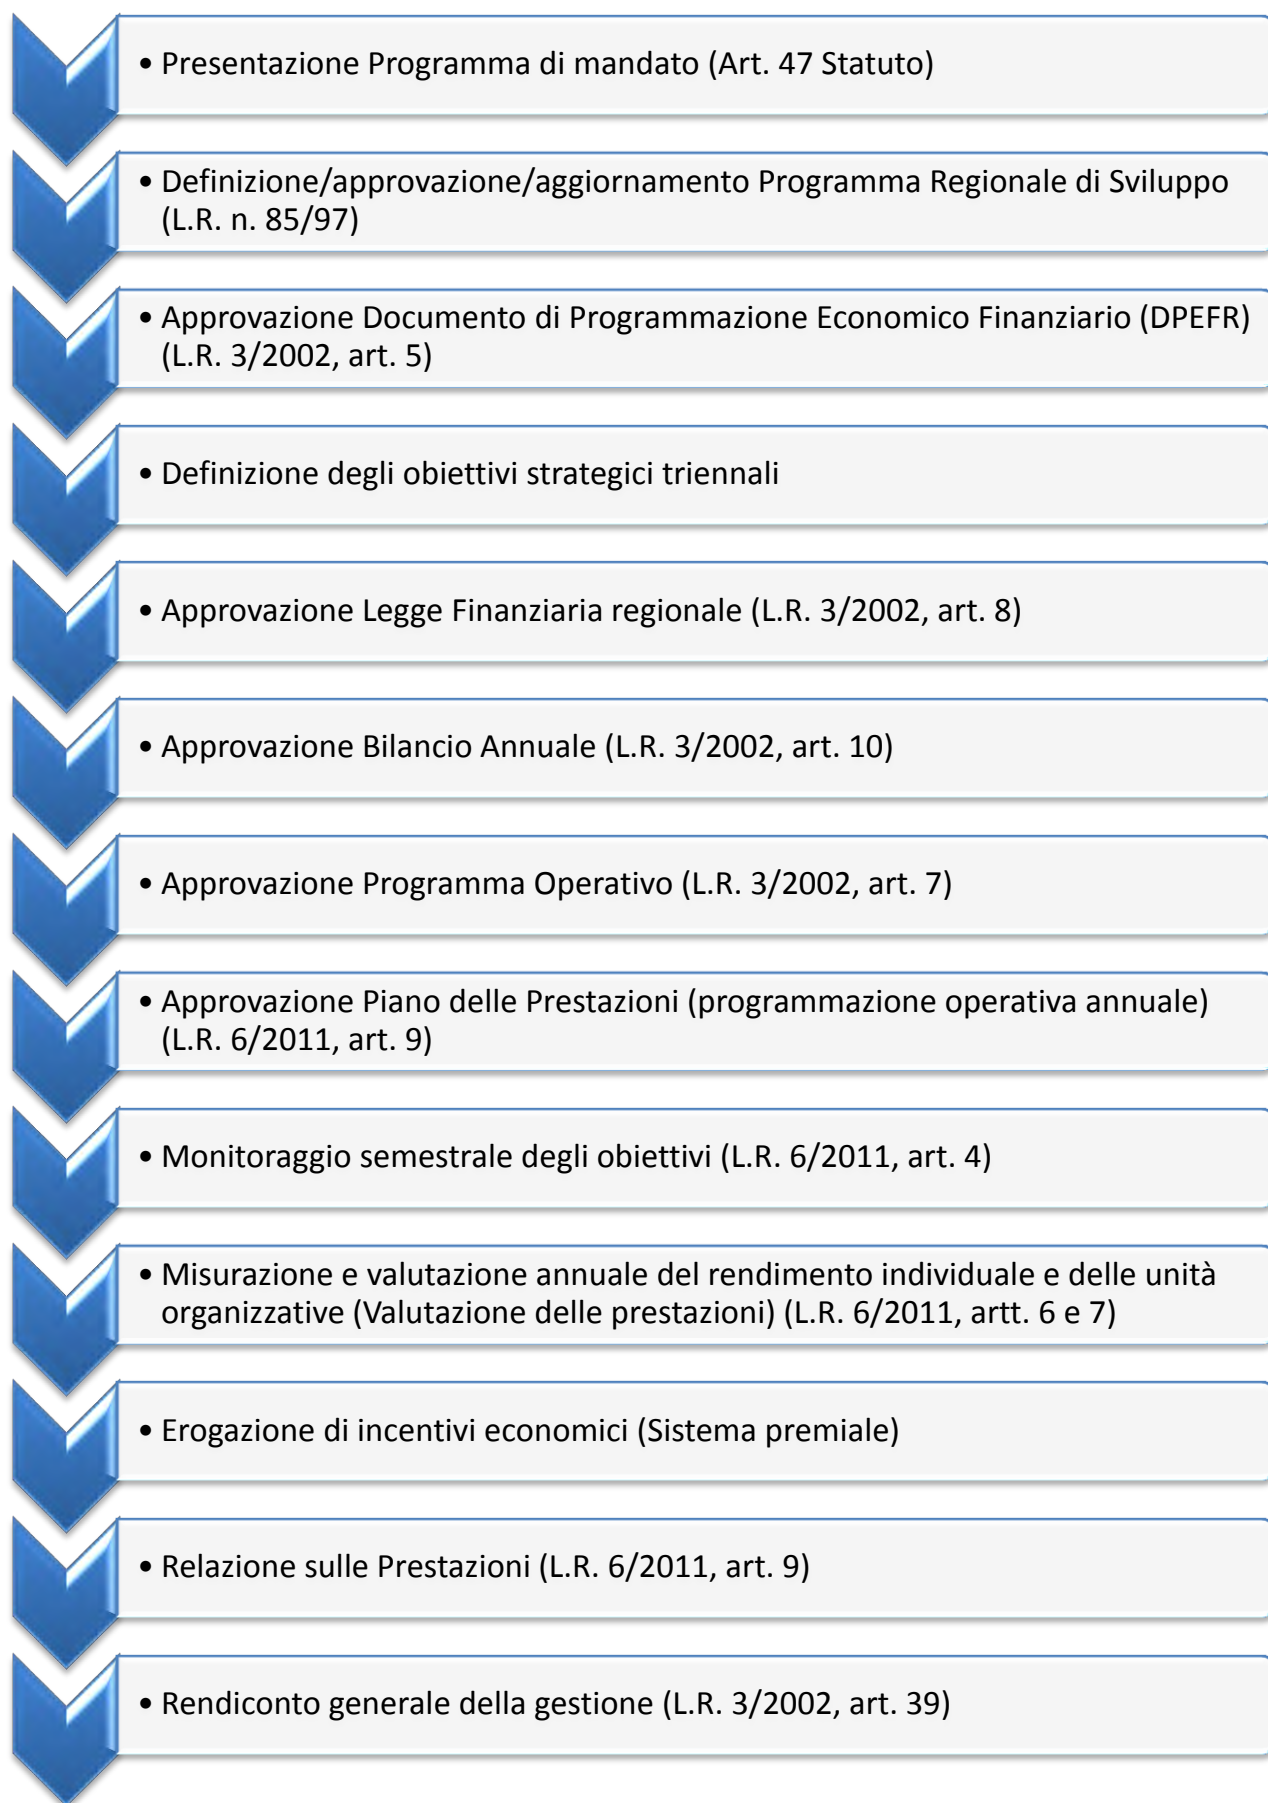 • Presentazione Programma di mandato (Art. 47 Statuto)
• Definizione/approvazione/aggiornamento Programma Regionale di Sviluppo
(L.R. n. 85/97)
• Approvazione Documento di Programmazione Economico Finanziario (DPEFR)
(L.R. 3/2002, art. 5)
• Definizione degli obiettivi strategici triennali
• Approvazione Legge Finanziaria regionale (L.R. 3/2002, art. 8)
• Approvazione Bilancio Annuale (L.R. 3/2002, art. 10)
• Approvazione Programma Operativo (L.R. 3/2002, art. 7)
• Approvazione Piano delle Prestazioni (programmazione operativa annuale)
(L.R. 6/2011, art. 9)
• Monitoraggio semestrale degli obiettivi (L.R. 6/2011, art. 4)
• Misurazione e valutazione annuale del rendimento individuale e delle unità
organizzative (Valutazione delle prestazioni) (L.R. 6/2011, artt. 6 e 7)
• Erogazione di incentivi economici (Sistema premiale)
• Relazione sulle Prestazioni (L.R. 6/2011, art. 9)
• Rendiconto generale della gestione (L.R. 3/2002, art. 39)